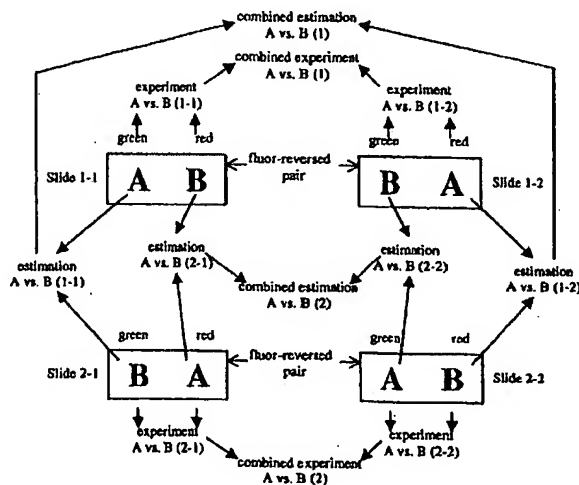 combined estimation
A vs. B (1)
combined experiment
A vs. B (1)
experiment
A vs. B (1-1)
experiment
A vs. B (1-2)
green red
green red
Slide 1-1
A B
fluor-reversed
pair
B A
Slide 1-2
estimation
A vs. B (1-1)
estimation
A vs. B (2-1)
combined estimation
A vs. B (2)
estimation
A vs. B (2-2)
estimation
A vs. B (1-2)
green red
green red
Slide 2-1
B A
fluor-reversed
pair
A B
Slide 2-2
experiment
A vs. B (2-1)
combined experiment
A vs. B (2)
experiment
A vs. B (2-2)